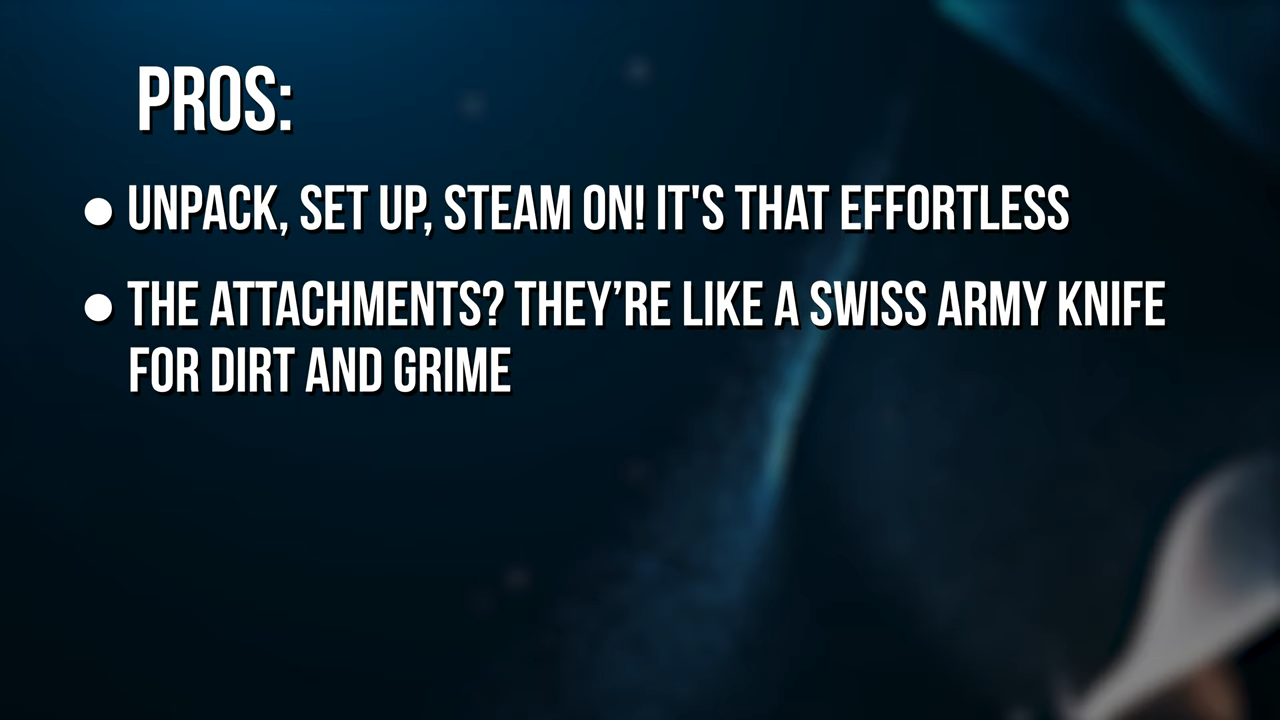 PROS:
● UNPACK, SET UP, STEAM ON! IT'S THAT EFFORTLESS
● THE ATTACHMENTS? THEY’RE LIKE A SWISS ARMY KNIFE
FOR DIRT AND GRIME